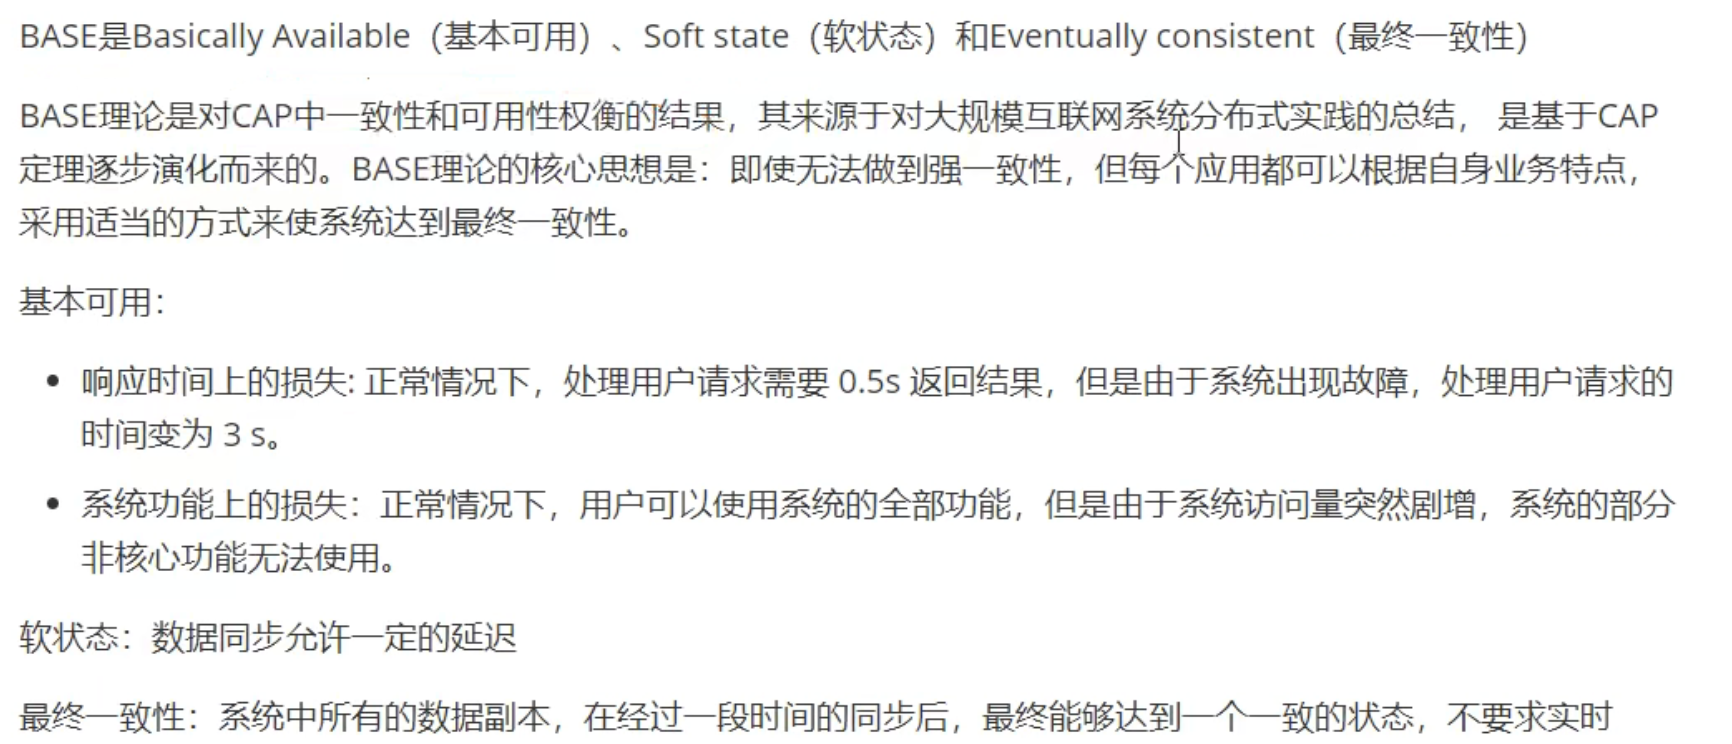 BASE是Basically Available（基本可用）、Soft state（软状态）和Eventually consistent（最终一致性）
BASE理论是对CAP中一致性和可用性权衡的结果，其来源于对大规模互联网系统分布式实践的总结， 是基于CAP
定理逐步演化而来的。BASE理论的核心思想是：即使无法做到强一致性，但每个应用都可以根据自身业务特点，
采用适当的方式来使系统达到最终一致性。
基本可用：
• 响应时间上的损失: 正常情况下，处理用户请求需要 0.5s 返回结果，但是由于系统出现故障，处理用户请求的
时间变为 3 s。
• 系统功能上的损失：正常情况下，用户可以使用系统的全部功能，但是由于系统访问量突然剧增，系统的部分
非核心功能无法使用。
软状态：数据同步允许一定的延迟
最终一致性：系统中所有的数据副本，在经过一段时间的同步后，最终能够达到一个一致的状态，不要求实时